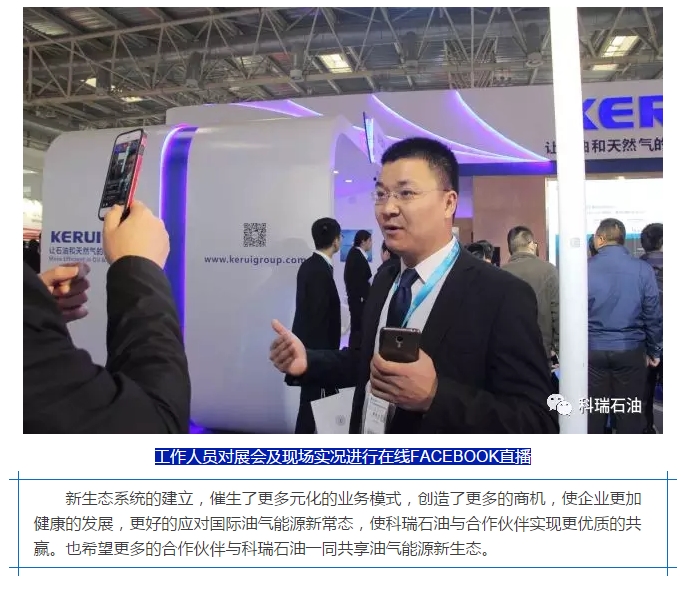 KERUI
让石油和天然气的
KERUI
让石油和天然气的
www.keruigroup.com
科瑞石油
工作人员对展会及现场实况进行在线FACEBOOK直播
新生态系统的建立，催生了更多元化的业务模式，创造了更多的商机，使企业更加
健康的发展，更好的应对国际油气能源新常态，使科瑞石油与合作伙伴实现更优质的共
赢。也希望更多的合作伙伴与科瑞石油一同共享油气能源新生态。